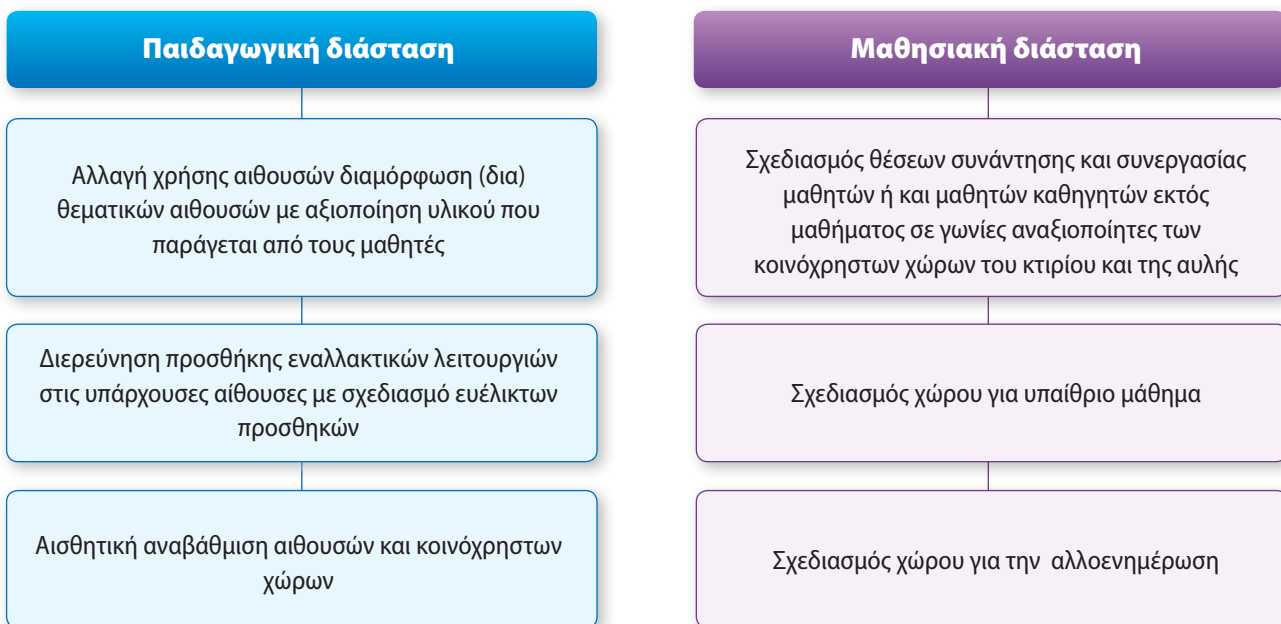 Παιδαγωγική διάσταση
Αλλαγή χρήσης αιθουσών διαμόρφωση (δια)
θεματικών αιθουσών με αξιοποίηση υλικού που
παράγεται από τους μαθητές
Διερεύνηση προσθήκης εναλλακτικών λειτουργιών
στις υπάρχουσες αίθουσες με σχεδιασμό ευέλικτων
προσθηκών
Αισθητική αναβάθμιση αιθουσών και κοινόχρηστων
χώρων
Μαθησιακή διάσταση
Σχεδιασμός θέσεων συνάντησης και συνεργασίας
μαθητών ή και μαθητών καθηγητών εκτός
μαθήματος σε γωνίες αναξιοποίητες των
κοινόχρηστων χώρων του κτιρίου και της αυλής
Σχεδιασμός χώρου για υπαίθριο μάθημα
Σχεδιασμός χώρου για την αλλοενημέρωση